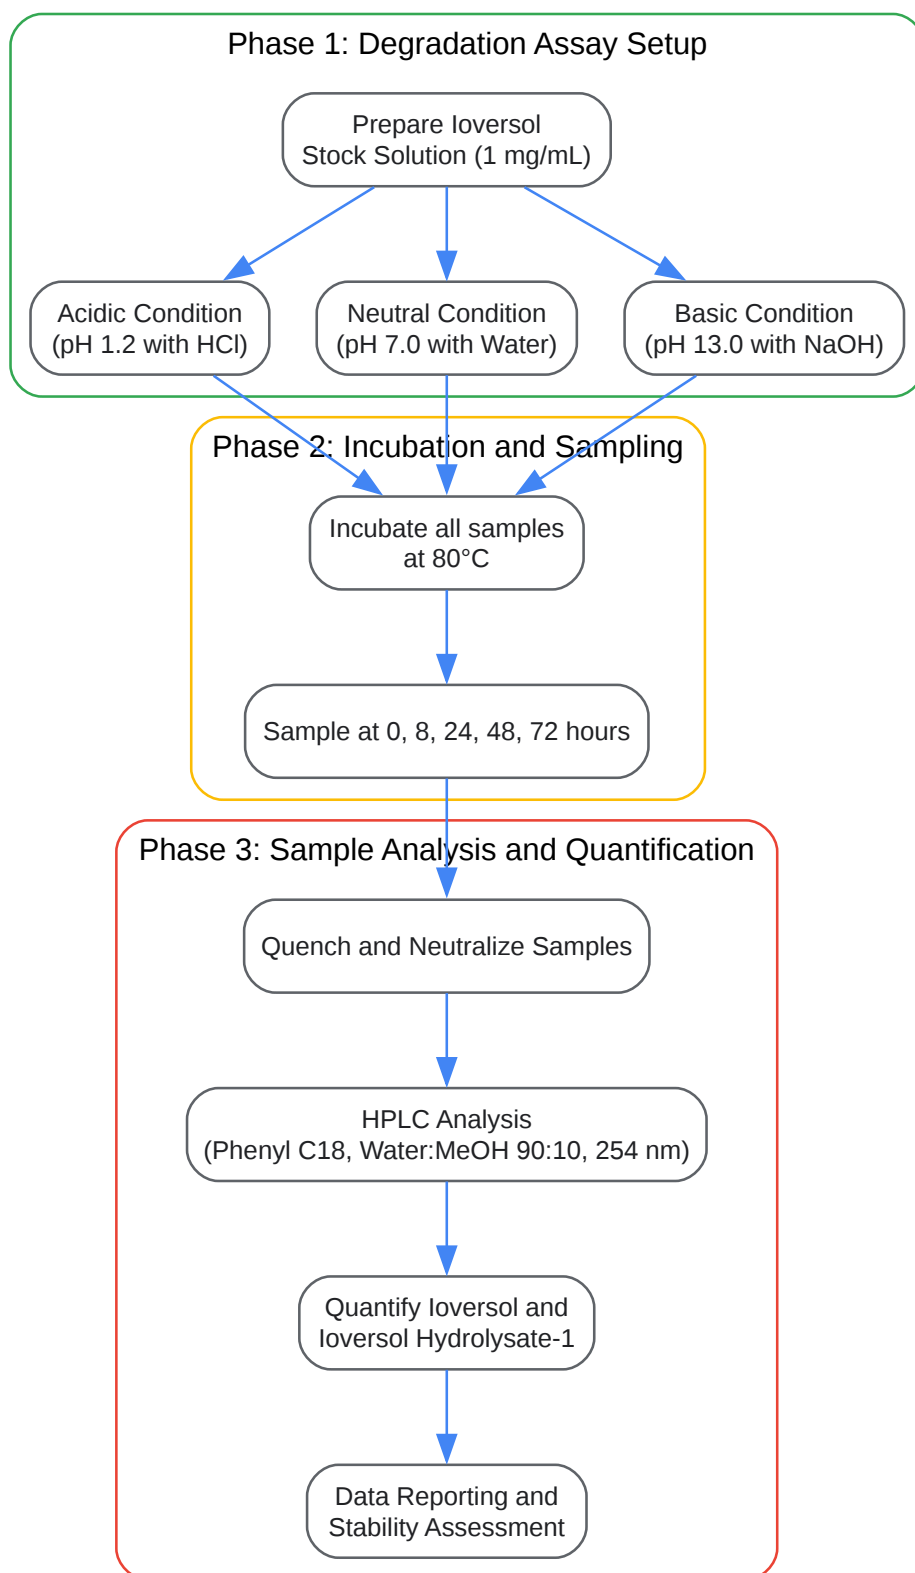 Phase 1: Degradation Assay Setup
Prepare Ioversol
Stock Solution (1 mg/mL)
Acidic Condition
(pH 1.2 with HCl)
Neutral Condition
(pH 7.0 with Water)
Basic Condition
(pH 13.0 with NaOH)
Phase 2: Incubation and Sampling
Incubate all samples
at 80°C
Sample at 0, 8, 24, 48, 72 hours
Phase 3: Sample Analysis and Quantification
Quench and Neutralize Samples
HPLC Analysis
(Phenyl C18, Water:MeOH 90:10, 254 nm)
Quantify Ioversol and
Ioversol Hydrolysate-1
Data Reporting and
Stability Assessment